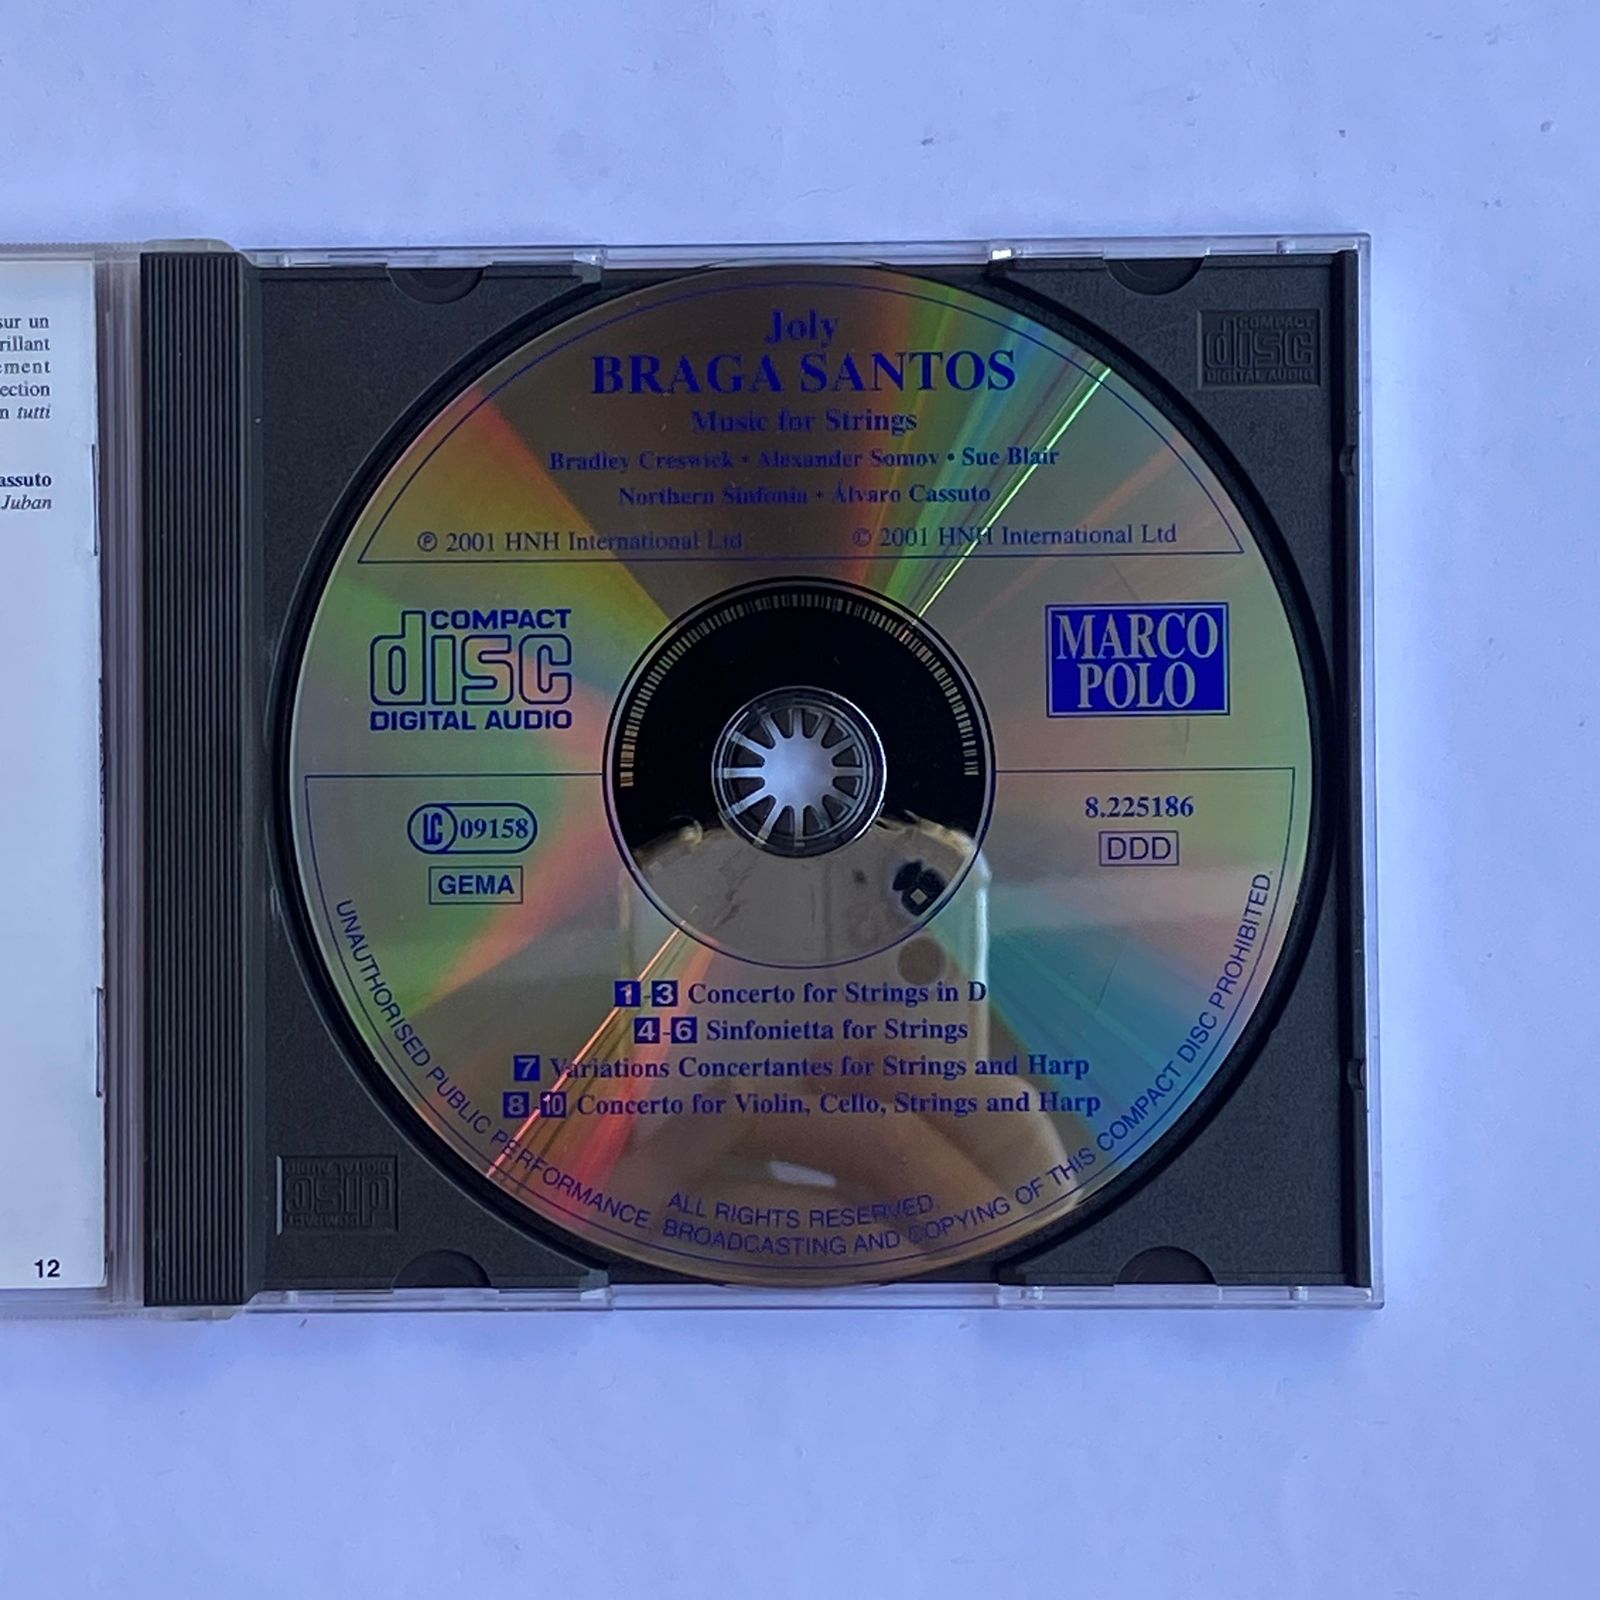 sur un
rillant
ement
ection
n tutti
assuto
Juban
12
Joly
BRAGA SANTOS
Music for Strings
Bradley Creswick • Alexander Somov • Sue Blair
Northern Sinfonia • Álvaro Cassuto
℗ 2001 HNH International Ltd
© 2001 HNH International Ltd
COMPACT
disc
DIGITAL AUDIO
MARCO
POLO
LC 09158
GEMA
8.225186
DDD
1-3 Concerto for Strings in D
4-6 Sinfonietta for Strings
7 Variations Concertantes for Strings and Harp
8-10 Concerto for Violin, Cello, Strings and Harp
ALL RIGHTS RESERVED.
UNAUTHORISED PUBLIC PERFORMANCE, BROADCASTING AND COPYING OF THIS COMPACT DISC PROHIBITED.
COMPACT
disc
DIGITAL AUDIO
COMPACT
disc
DIGITAL AUDIO